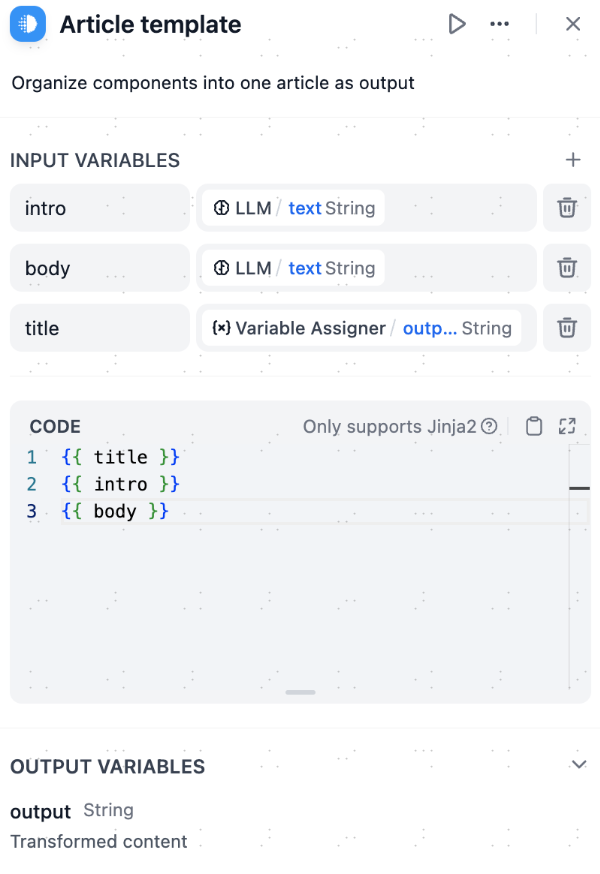 Article template
Organize components into one article as output
INPUT VARIABLES
intro LLM / text String
body LLM / text String
title {×} Variable Assigner / outp... String
CODE Only supports Jinja2
1 {{ title }}
2 {{ intro }}
3 {{ body }}
OUTPUT VARIABLES
output String
Transformed content